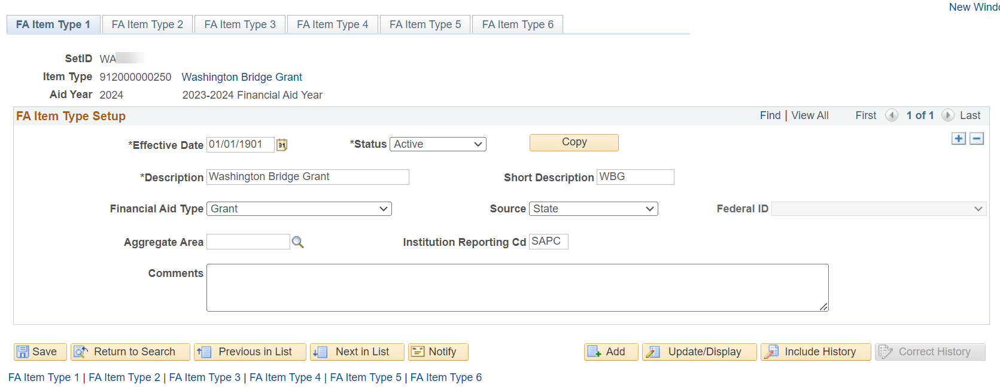 New Windo
FA Item Type 1 FA Item Type 2 FA Item Type 3 FA Item Type 4 FA Item Type 5 FA Item Type 6
SetID WA
Item Type 912000000250 Washington Bridge Grant
Aid Year 2024 2023-2024 Financial Aid Year
FA Item Type Setup Find | View All First 1 of 1 Last
*Effective Date 01/01/1901 31 *Status Active Copy
*Description Washington Bridge Grant Short Description WBG
Financial Aid Type Grant Source State Federal ID
Aggregate Area Institution Reporting Cd SAPC
Comments
Save Return to Search Previous in List Next in List Notify Add Update/Display Include History Correct History
FA Item Type 1 | FA Item Type 2 | FA Item Type 3 | FA Item Type 4 | FA Item Type 5 | FA Item Type 6